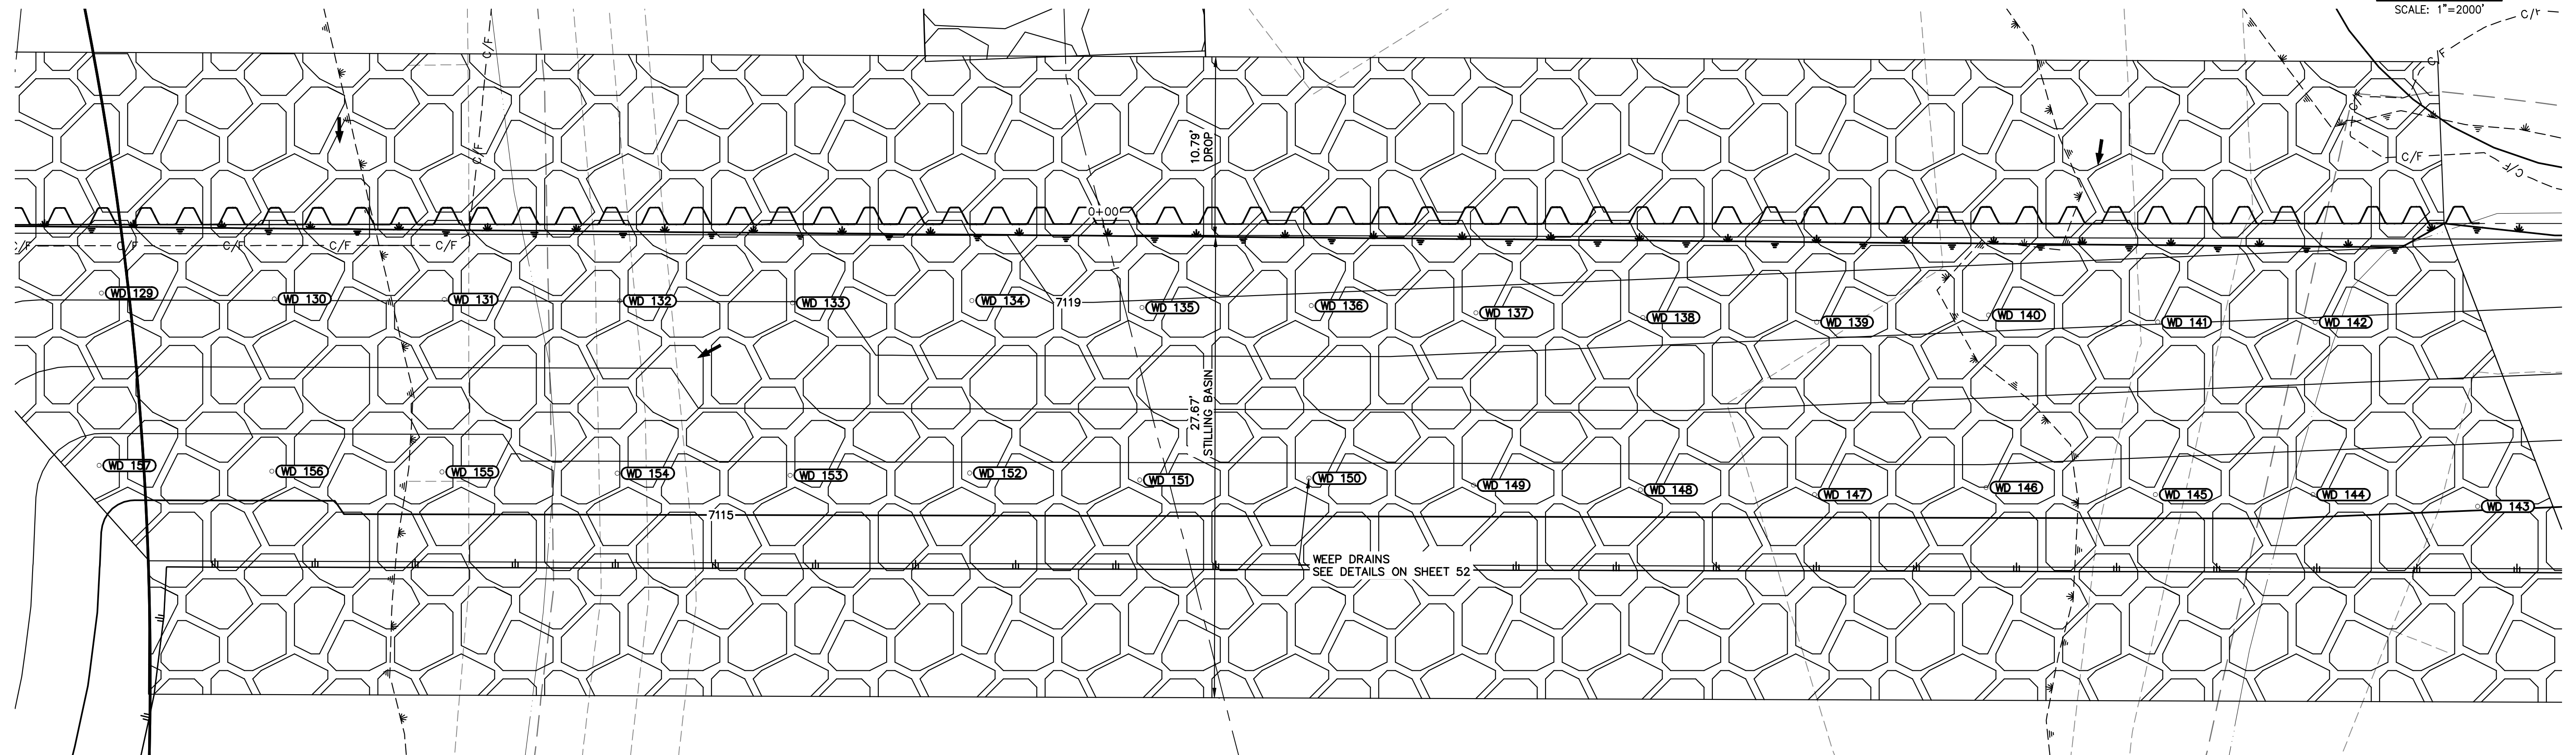 SCALE: 1"=2000'
C/F
C/F
C/F
C/F
C/F
C/F
C/F
10.79'
DROP
0+00
C/F
C/F
C/F
C/F
C/F
WD 129
WD 130
WD 131
WD 132
WD 133
WD 134
7119
WD 135
WD 136
WD 137
WD 138
WD 139
WD 140
WD 141
WD 142
27.67'
STILLING BASIN
WD 157
WD 156
WD 155
WD 154
WD 153
WD 152
WD 151
WD 150
WD 149
WD 148
WD 147
WD 146
WD 145
WD 144
WD 143
7115
WEEP DRAINS
SEE DETAILS ON SHEET 52